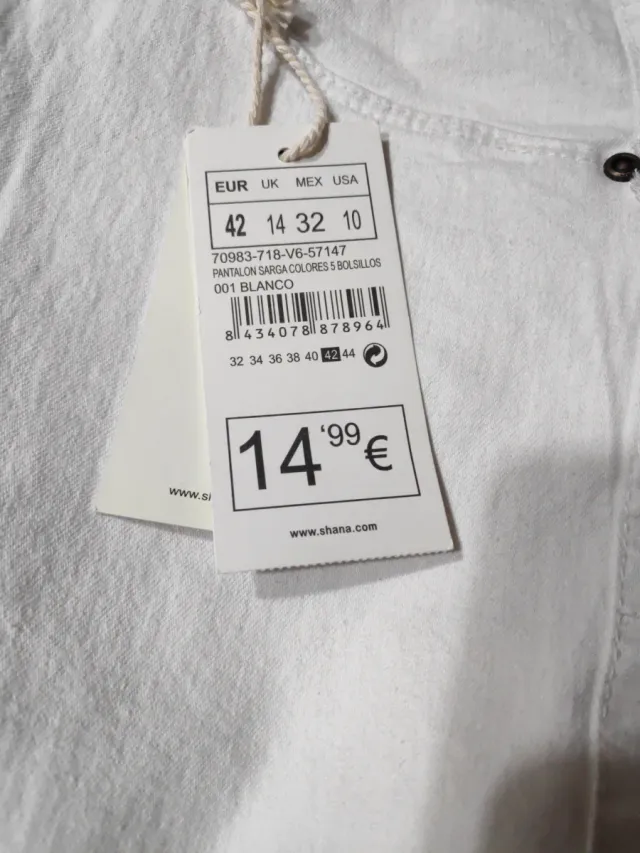 EUR UK MEX USA
42 14 32 10
70983-718-V6-57147
PANTALON SARGA COLORES 5 BOLSILLOS
001 BLANCO
8 434078 878964
32 34 36 38 40 42 44
14'99 €
www.shana.com